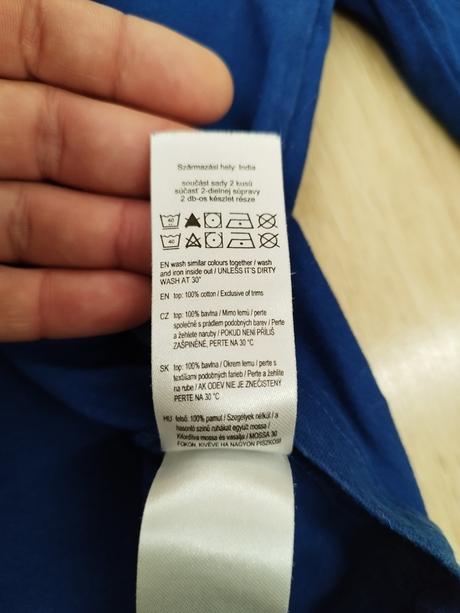 Származási hely: India
součást sady 2 kusů
súčasť 2-dielnej súpravy
2 db-os készlet része
40
40
EN wash similar colours together / wash
and iron inside out / UNLESS IT'S DIRTY
WASH AT 30°
EN top: 100% cotton / Exclusive of trims
CZ top: 100% bavlna / Mimo lemů / perte
společně s prádlem podobných barev / Perte
a žehlete naruby / POKUD NENÍ PŘÍLIŠ
ZAŠPINĚNÉ, PERTE NA 30 °C
SK top: 100% bavlna / Okrem lemu / perte s
textíliami podobných farieb / Perte a žehlite
na rube / AK ODEV NIE JE ZNEČISTENÝ
PERTE NA 30 °C
HU felső: 100% pamut / Szegélyek nélkül / a
hasonló színű ruhákat együtt mossa /
Kifordítva mossa és vasalja / MOSSA 30
FOKON, KIVÉVE HA NAGYON PISZKOS!